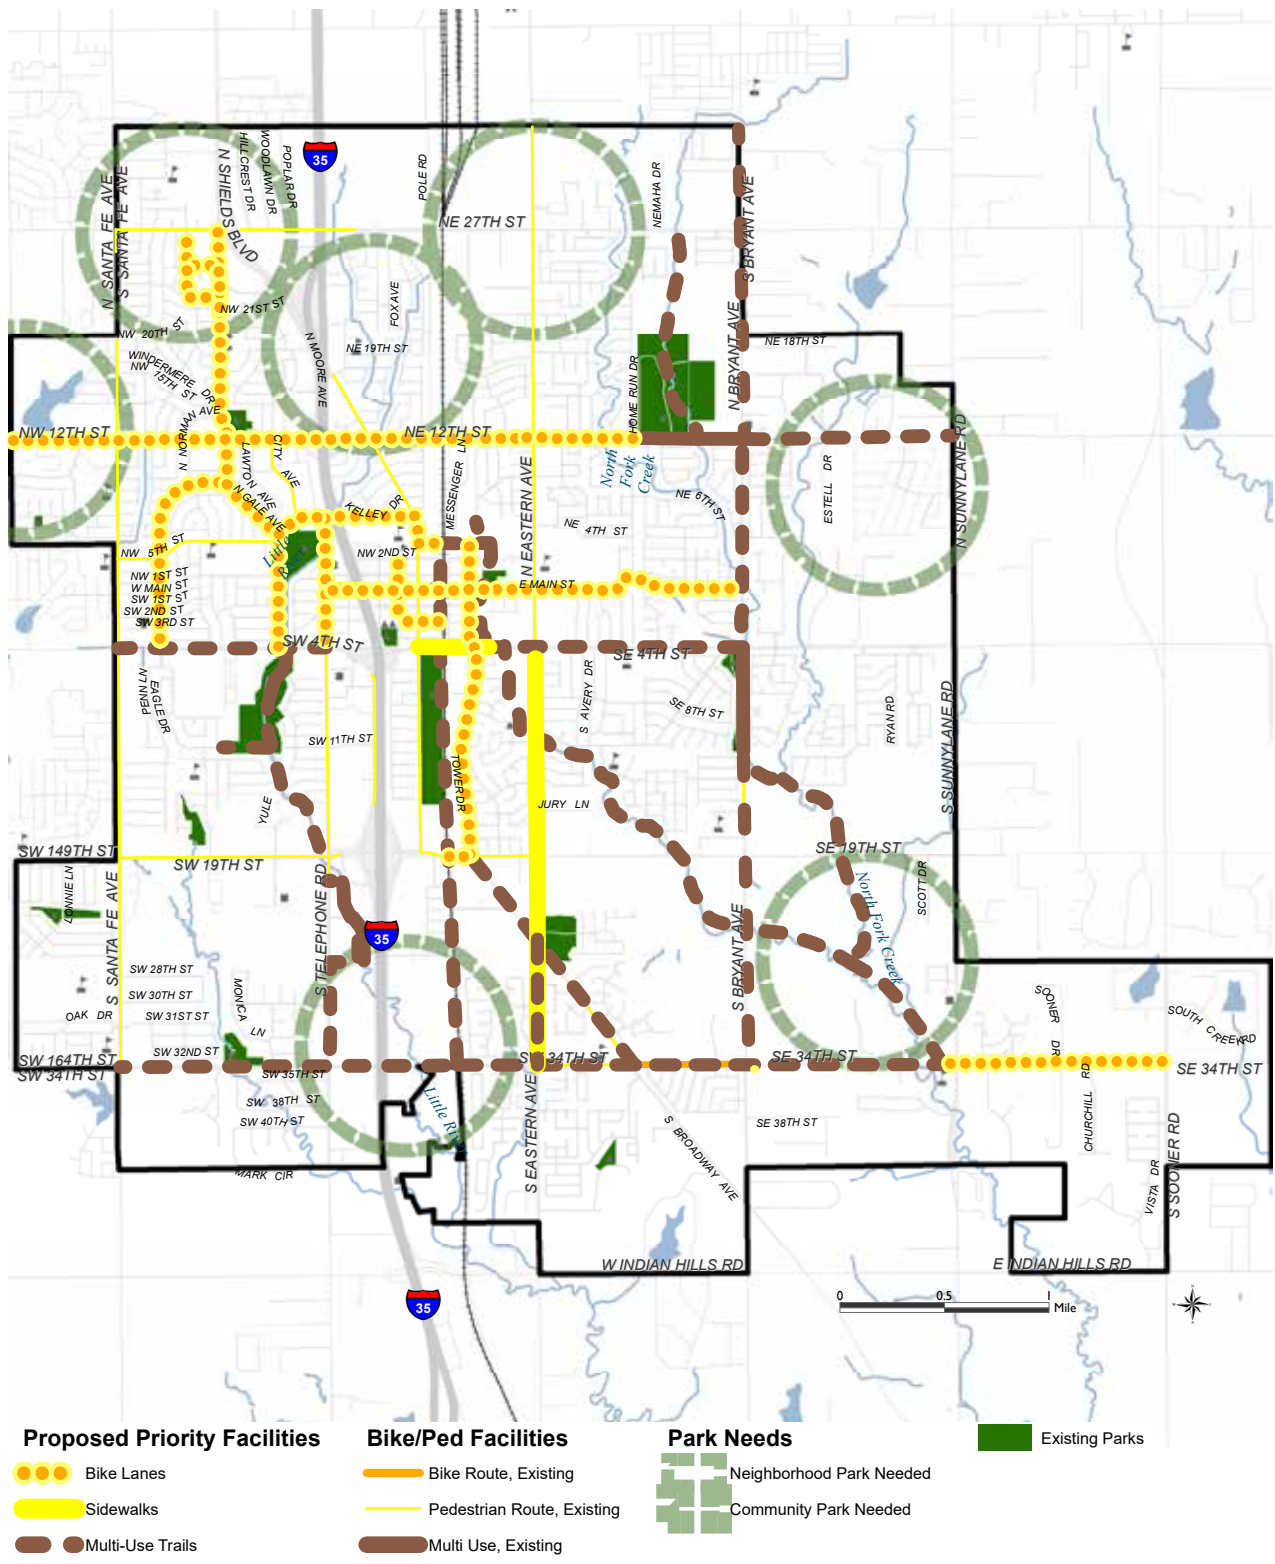 HILLCREST DR
WOODLAWN DR
POPLAR DR
35
POLE RD
NEMAHA DR
N SANTA FE AVE
S SANTA FE AVE
N SHIELDS BLVD
NE 27TH ST
S BRYANT AVE
NW 21ST ST
FOX AVE
NW 20TH ST
N MOORE AVE
NE 19TH ST
NE 18TH ST
WINDERMERE DR
NW 15TH ST
HOME RUN DR
N BRYANT AVE
N NORMAN AVE
NW 12TH ST
NE 12TH ST
N SUNNYLANE RD
CITY AVE
LAWTON AVE
N GALE AVE
MESSENGER LN
N EASTERN AVE
North
Fork
Creek
ESTELL DR
KELLEY DR
NE 6TH ST
NE 4TH ST
NW 5TH ST
Little
River
NW 2ND ST
NW 1ST ST
W MAIN ST
SW 1ST ST
SW 2ND ST
SW 3RD ST
E MAIN ST
SW 4TH ST
SE 4TH ST
PENN LN
EAGLE DR
S AVERY DR
SE 8TH ST
RYAN RD
S SUNNYLANE RD
SW 11TH ST
TOWER DR
YULE
JURY LN
SW 149TH ST
SW 19TH ST
SE 19TH ST
LONNIE LN
S SANTA FE AVE
S TELEPHONE RD
SCOTT DR
North Fork Creek
35
S BRYANT AVE
SW 28TH ST
SW 30TH ST
OAK DR
SW 31ST ST
MONICA LN
SOONER DR
SOUTH CREEK RD
SW 32ND ST
SW 164TH ST
SW 34TH ST
SW 34TH ST
SE 34TH ST
SE 34TH ST
SW 35TH ST
SW 38TH ST
SW 40TH ST
Little River
CHURCHILL RD
SE 38TH ST
S BROADWAY AVE
S EASTERN AVE
MARK CIR
VISTA DR
S SOONER RD
W INDIAN HILLS RD
E INDIAN HILLS RD
35
0 0.5 1
Mile
Proposed Priority Facilities
Bike Lanes
Sidewalks
Multi-Use Trails
Bike/Ped Facilities
Bike Route, Existing
Pedestrian Route, Existing
Multi Use, Existing
Park Needs
Neighborhood Park Needed
Community Park Needed
Existing Parks